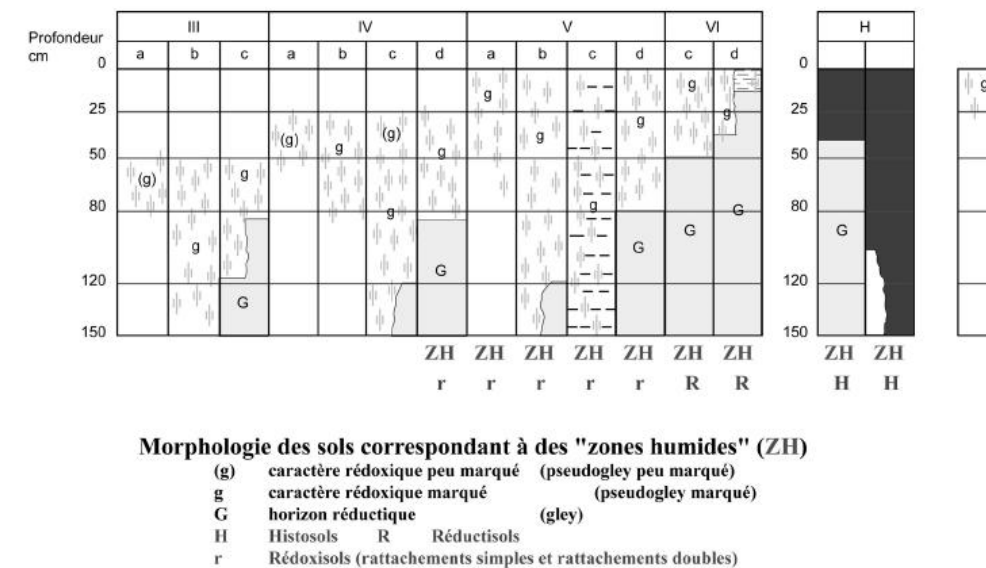 III IV V VI H
Profondeur
cm
a b c a b c d a b c d c d
0 0
25 25
50 50
80 80
120 120
150 150
(g) g g G (g) g (g) g g G g g g g G g G g G G g
ZH ZH ZH ZH ZH ZH ZH ZH ZH
r r r r r R R H H
Morphologie des sols correspondant à des "zones humides" (ZH)
(g) caractère rédoxique peu marqué (pseudogley peu marqué)
g caractère rédoxique marqué (pseudogley marqué)
G horizon réductique (gley)
H Histosols R Réductisols
r Rédoxisols (rattachements simples et rattachements doubles)